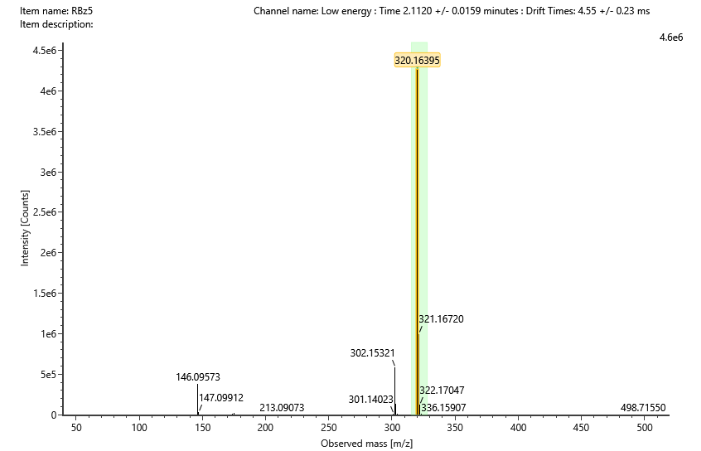 Item name: RBz5
Channel name: Low energy : Time 2.1120 +/- 0.0159 minutes : Drift Times: 4.55 +/- 0.23 ms
Item description:
4.6e6
4.5e6
320.16395
4e6
3.5e6
3e6
2.5e6
Intensity [Counts]
2e6
1.5e6
321.16720
1e6
302.15321
5e5
146.09573
301.14023
322.17047
147.09912
213.09073
336.15907
498.71550
0
50 100 150 200 250 300 350 400 450 500
Observed mass [m/z]